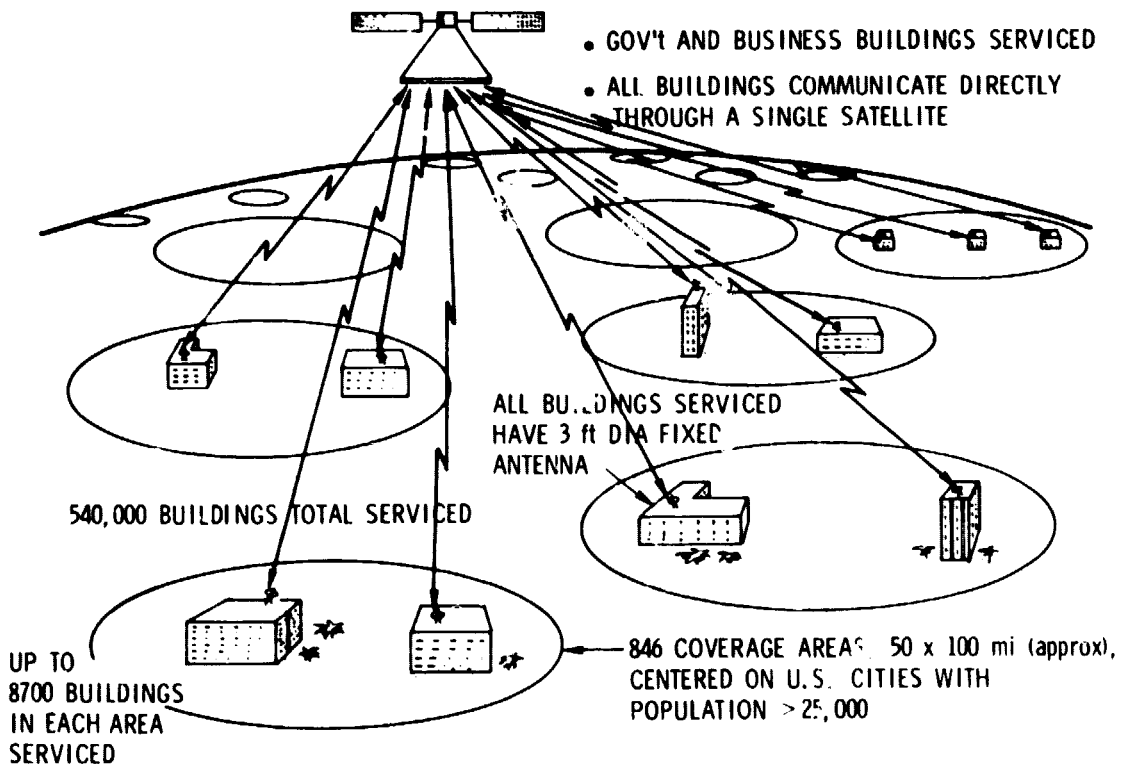 • GOV't AND BUSINESS BUILDINGS SERVICED
• ALL BUILDINGS COMMUNICATE DIRECTLY
THROUGH A SINGLE SATELLITE
ALL BUILDINGS SERVICED
HAVE 3 ft DIA FIXED
ANTENNA
540,000 BUILDINGS TOTAL SERVICED
846 COVERAGE AREAS 50 x 100 mi (approx),
CENTERED ON U.S. CITIES WITH
POPULATION > 25,000
UP TO
8700 BUILDINGS
IN EACH AREA
SERVICED